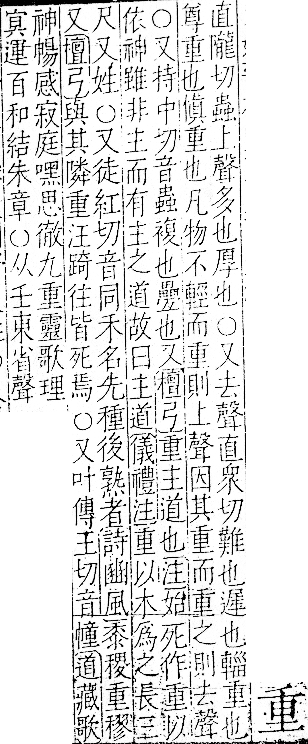 重
直隴切蟲上聲多也厚也○又去聲直衆切難也遲也輜重也
尊重也愼重也凡物不輕而重則上聲因其重而重之則去聲
○又持中切音蟲複也疊也又檀弓重主道也注始死作重以
依神雖非主而有主之道故曰主道儀禮注重以木爲之長三
尺又姓○又徒紅切音同禾名先種後熟者詩豳風黍稷重穋
又檀弓與其隣重汪踦往皆死焉○又叶傳王切音幢道藏歌
神暢感寂庭嘿思徹九重靈歌理
冥運百和結朱章○从壬東省聲